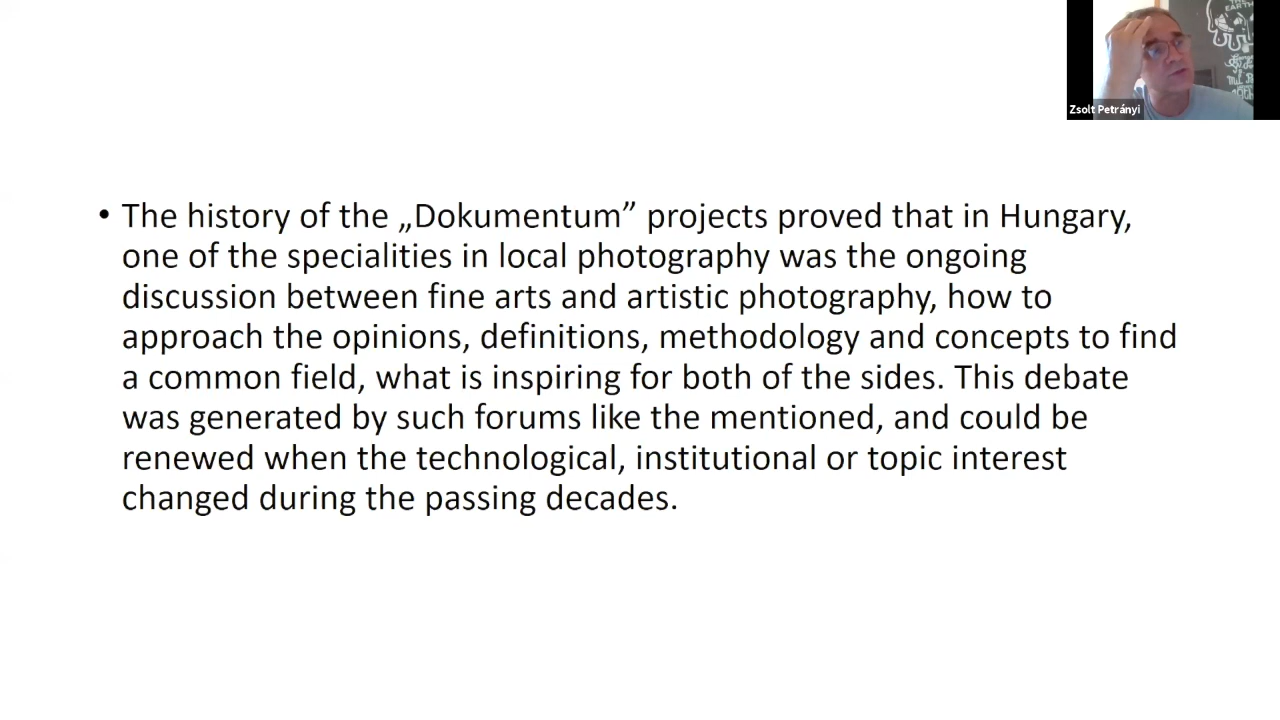 THE
EARTH
Zsolt Petrányi
• The history of the „Dokumentum” projects proved that in Hungary,
one of the specialities in local photography was the ongoing
discussion between fine arts and artistic photography, how to
approach the opinions, definitions, methodology and concepts to find
a common field, what is inspiring for both of the sides. This debate
was generated by such forums like the mentioned, and could be
renewed when the technological, institutional or topic interest
changed during the passing decades.